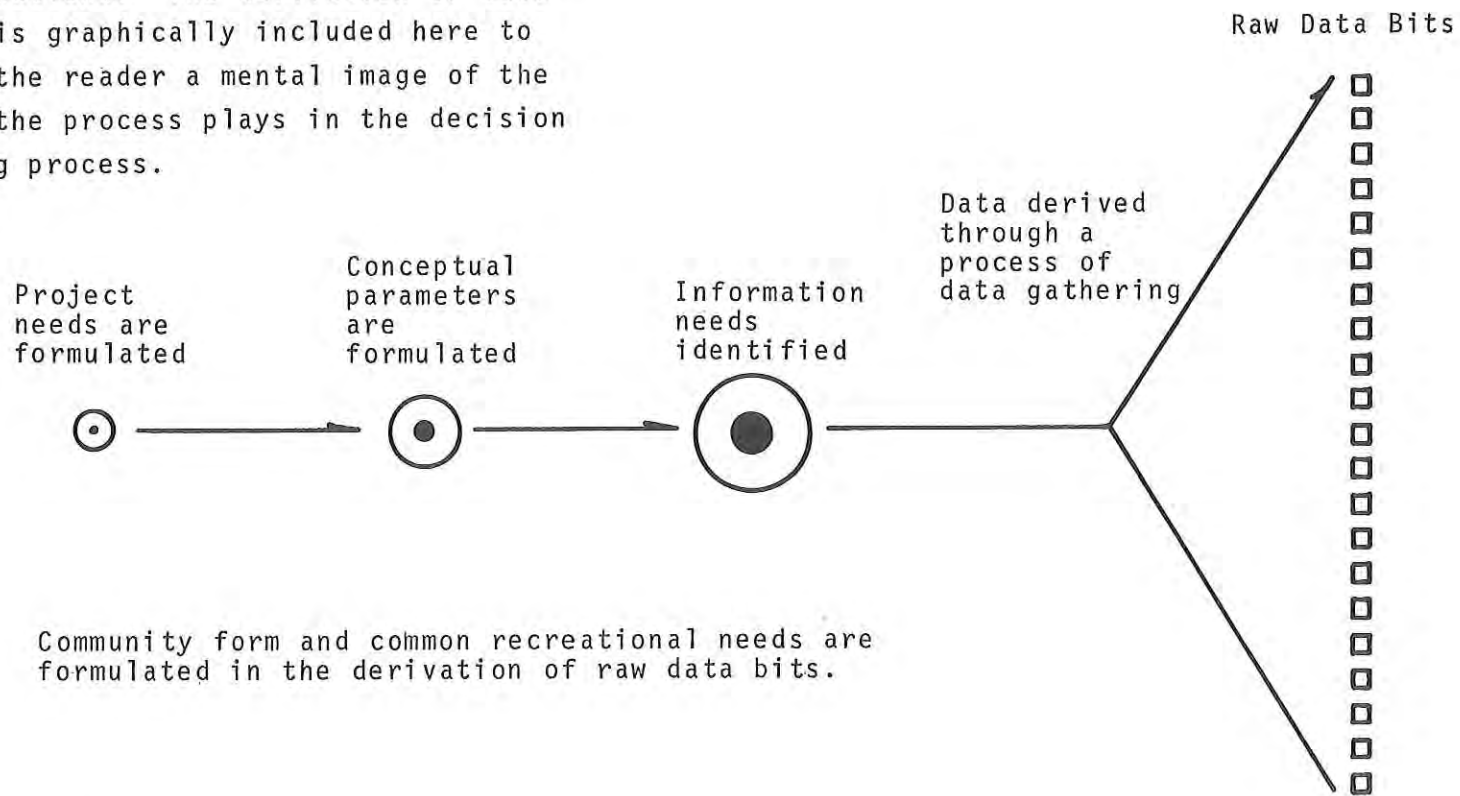 is graphically included here to
the reader a mental image of the
the process plays in the decision
process.
Raw Data Bits
Data derived
through a
process of
data gathering
Conceptual
parameters
are
formulated
Project
needs are
formulated
Information
needs
identified
Community form and common recreational needs are
formulated in the derivation of raw data bits.